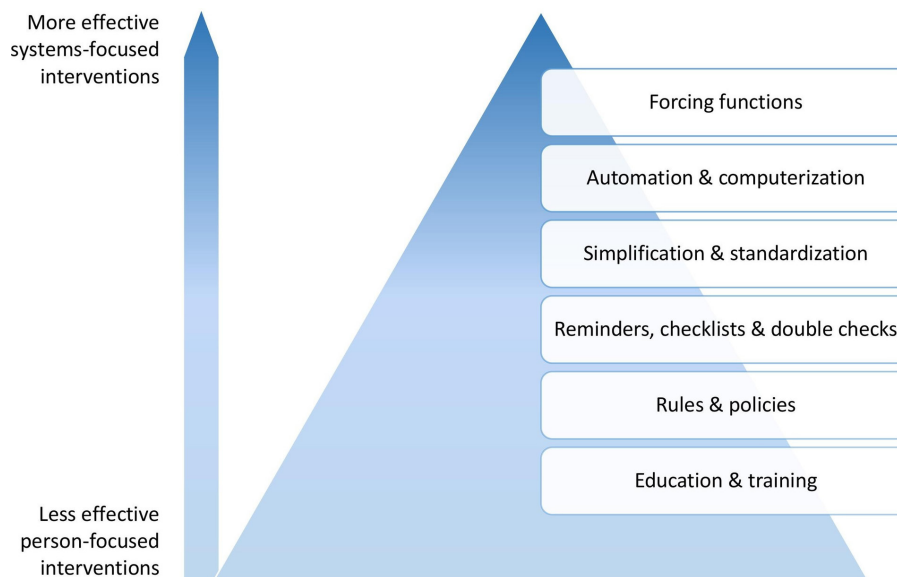 More effective
systems-focused
interventions
Forcing functions
Automation & computerization
Simplification & standardization
Reminders, checklists & double checks
Rules & policies
Education & training
Less effective
person-focused
interventions